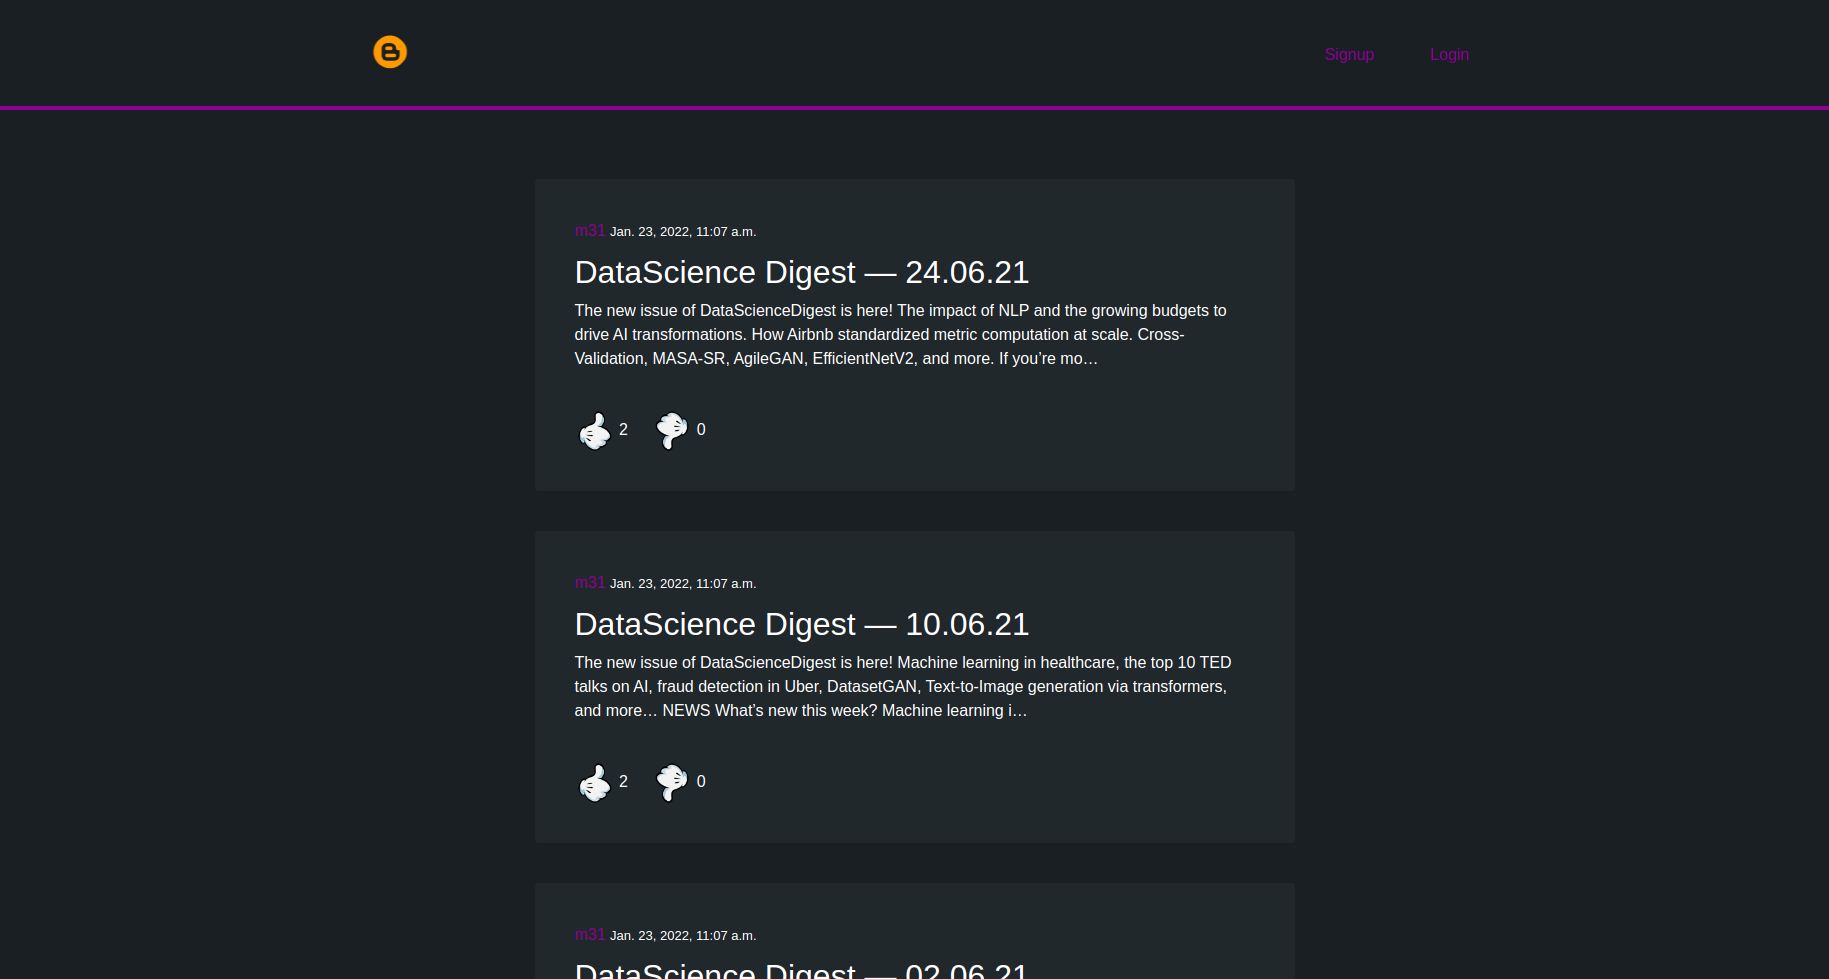 Signup Login
m31 Jan. 23, 2022, 11:07 a.m.
DataScience Digest — 24.06.21
The new issue of DataScienceDigest is here! The impact of NLP and the growing budgets to
drive AI transformations. How Airbnb standardized metric computation at scale. Cross-
Validation, MASA-SR, AgileGAN, EfficientNetV2, and more. If you’re mo…
2 0
m31 Jan. 23, 2022, 11:07 a.m.
DataScience Digest — 10.06.21
The new issue of DataScienceDigest is here! Machine learning in healthcare, the top 10 TED
talks on AI, fraud detection in Uber, DatasetGAN, Text-to-Image generation via transformers,
and more… NEWS What’s new this week? Machine learning i…
2 0
m31 Jan. 23, 2022, 11:07 a.m.
DataScience Digest — 02.06.21